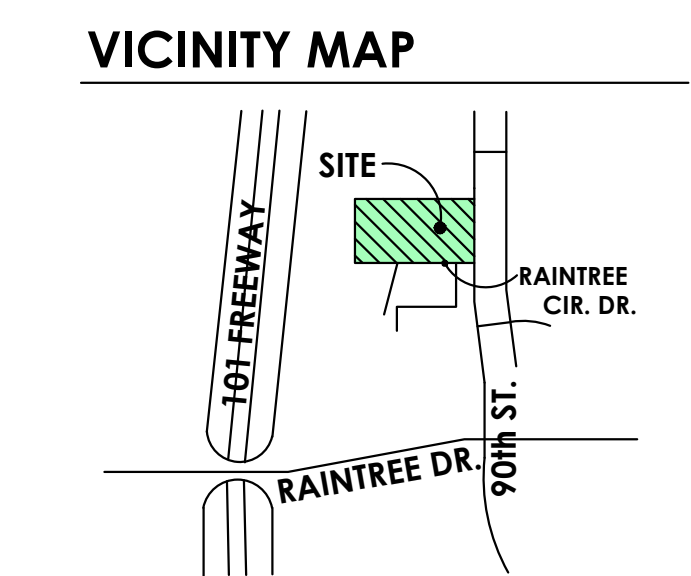 VICINITY MAP
SITE
101 FREEWAY
RAINTREE
CIR. DR.
90th ST.
RAINTREE DR.